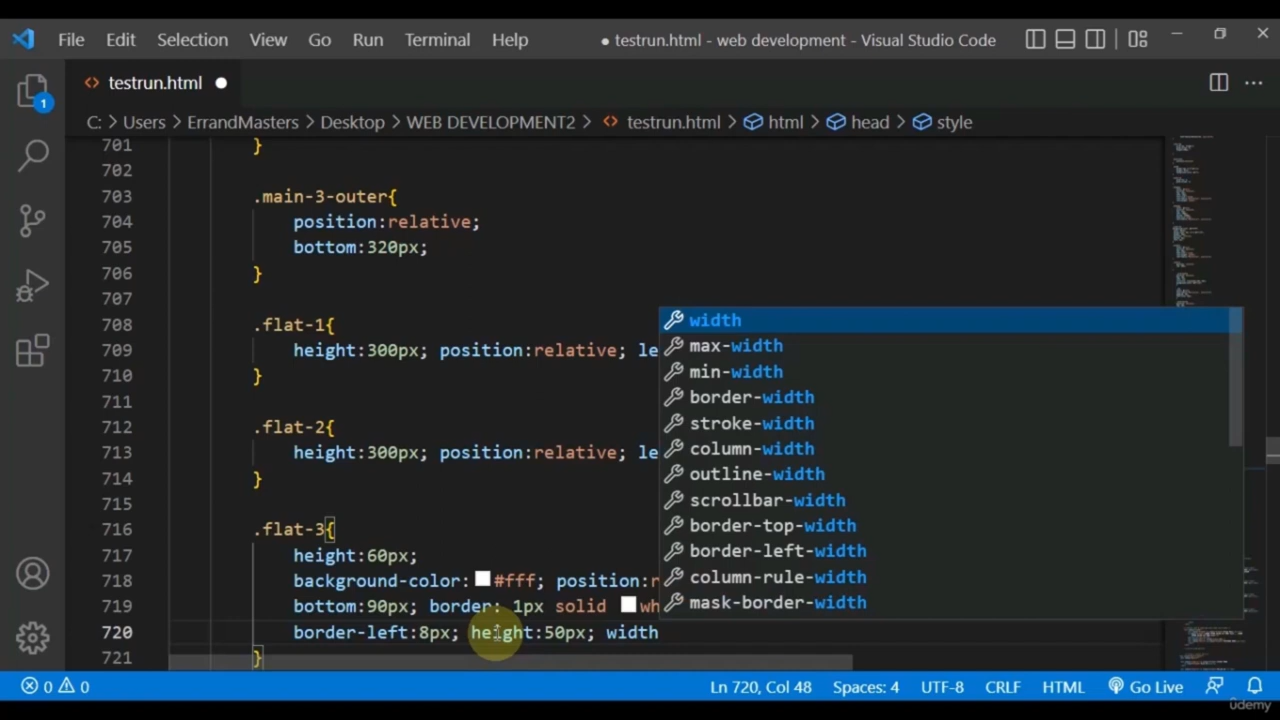 File Edit Selection View Go Run Terminal Help ● testrun.html - web development - Visual Studio Code
testrun.html
C: > Users > ErrandMasters > Desktop > WEB DEVELOPMENT2 > testrun.html > html > head > style
1
701 }
702
703 .main-3-outer{
704 position:relative;
705 bottom:320px;
706 }
707
708 .flat-1{
709 height:300px; position:relative; le
710 }
711
712 .flat-2{
713 height:300px; position:relative; le
714 }
715
716 .flat-3{
717 height:60px;
718 background-color: #fff; position:r
719 bottom:90px; border: 1px solid wh
720 border-left:8px; height:50px; width
721 }
width
max-width
min-width
border-width
stroke-width
column-width
outline-width
scrollbar-width
border-top-width
border-left-width
column-rule-width
mask-border-width
0 0 Ln 720, Col 48 Spaces: 4 UTF-8 CRLF HTML Go Live
udemy